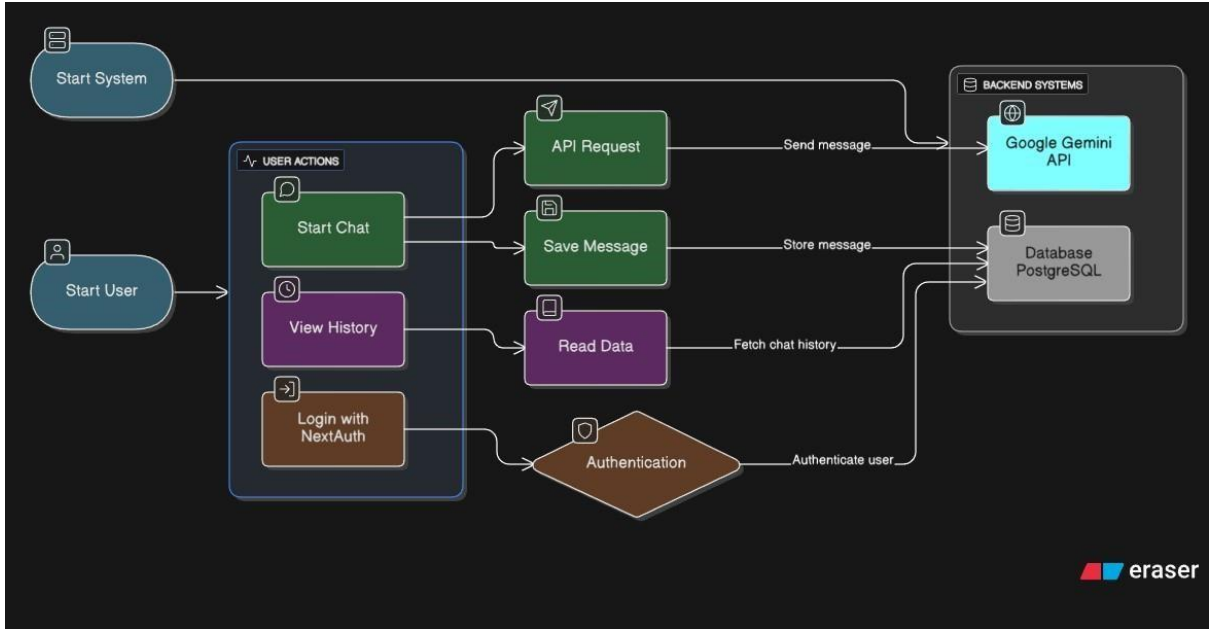 Start System
BACKEND SYSTEMS
API Request
Send message
Google Gemini
API
USER ACTIONS
Start Chat
Save Message
Store message
Database
PostgreSQL
Start User
View History
Read Data
Fetch chat history
Login with
NextAuth
Authentication
Authenticate user
eraser